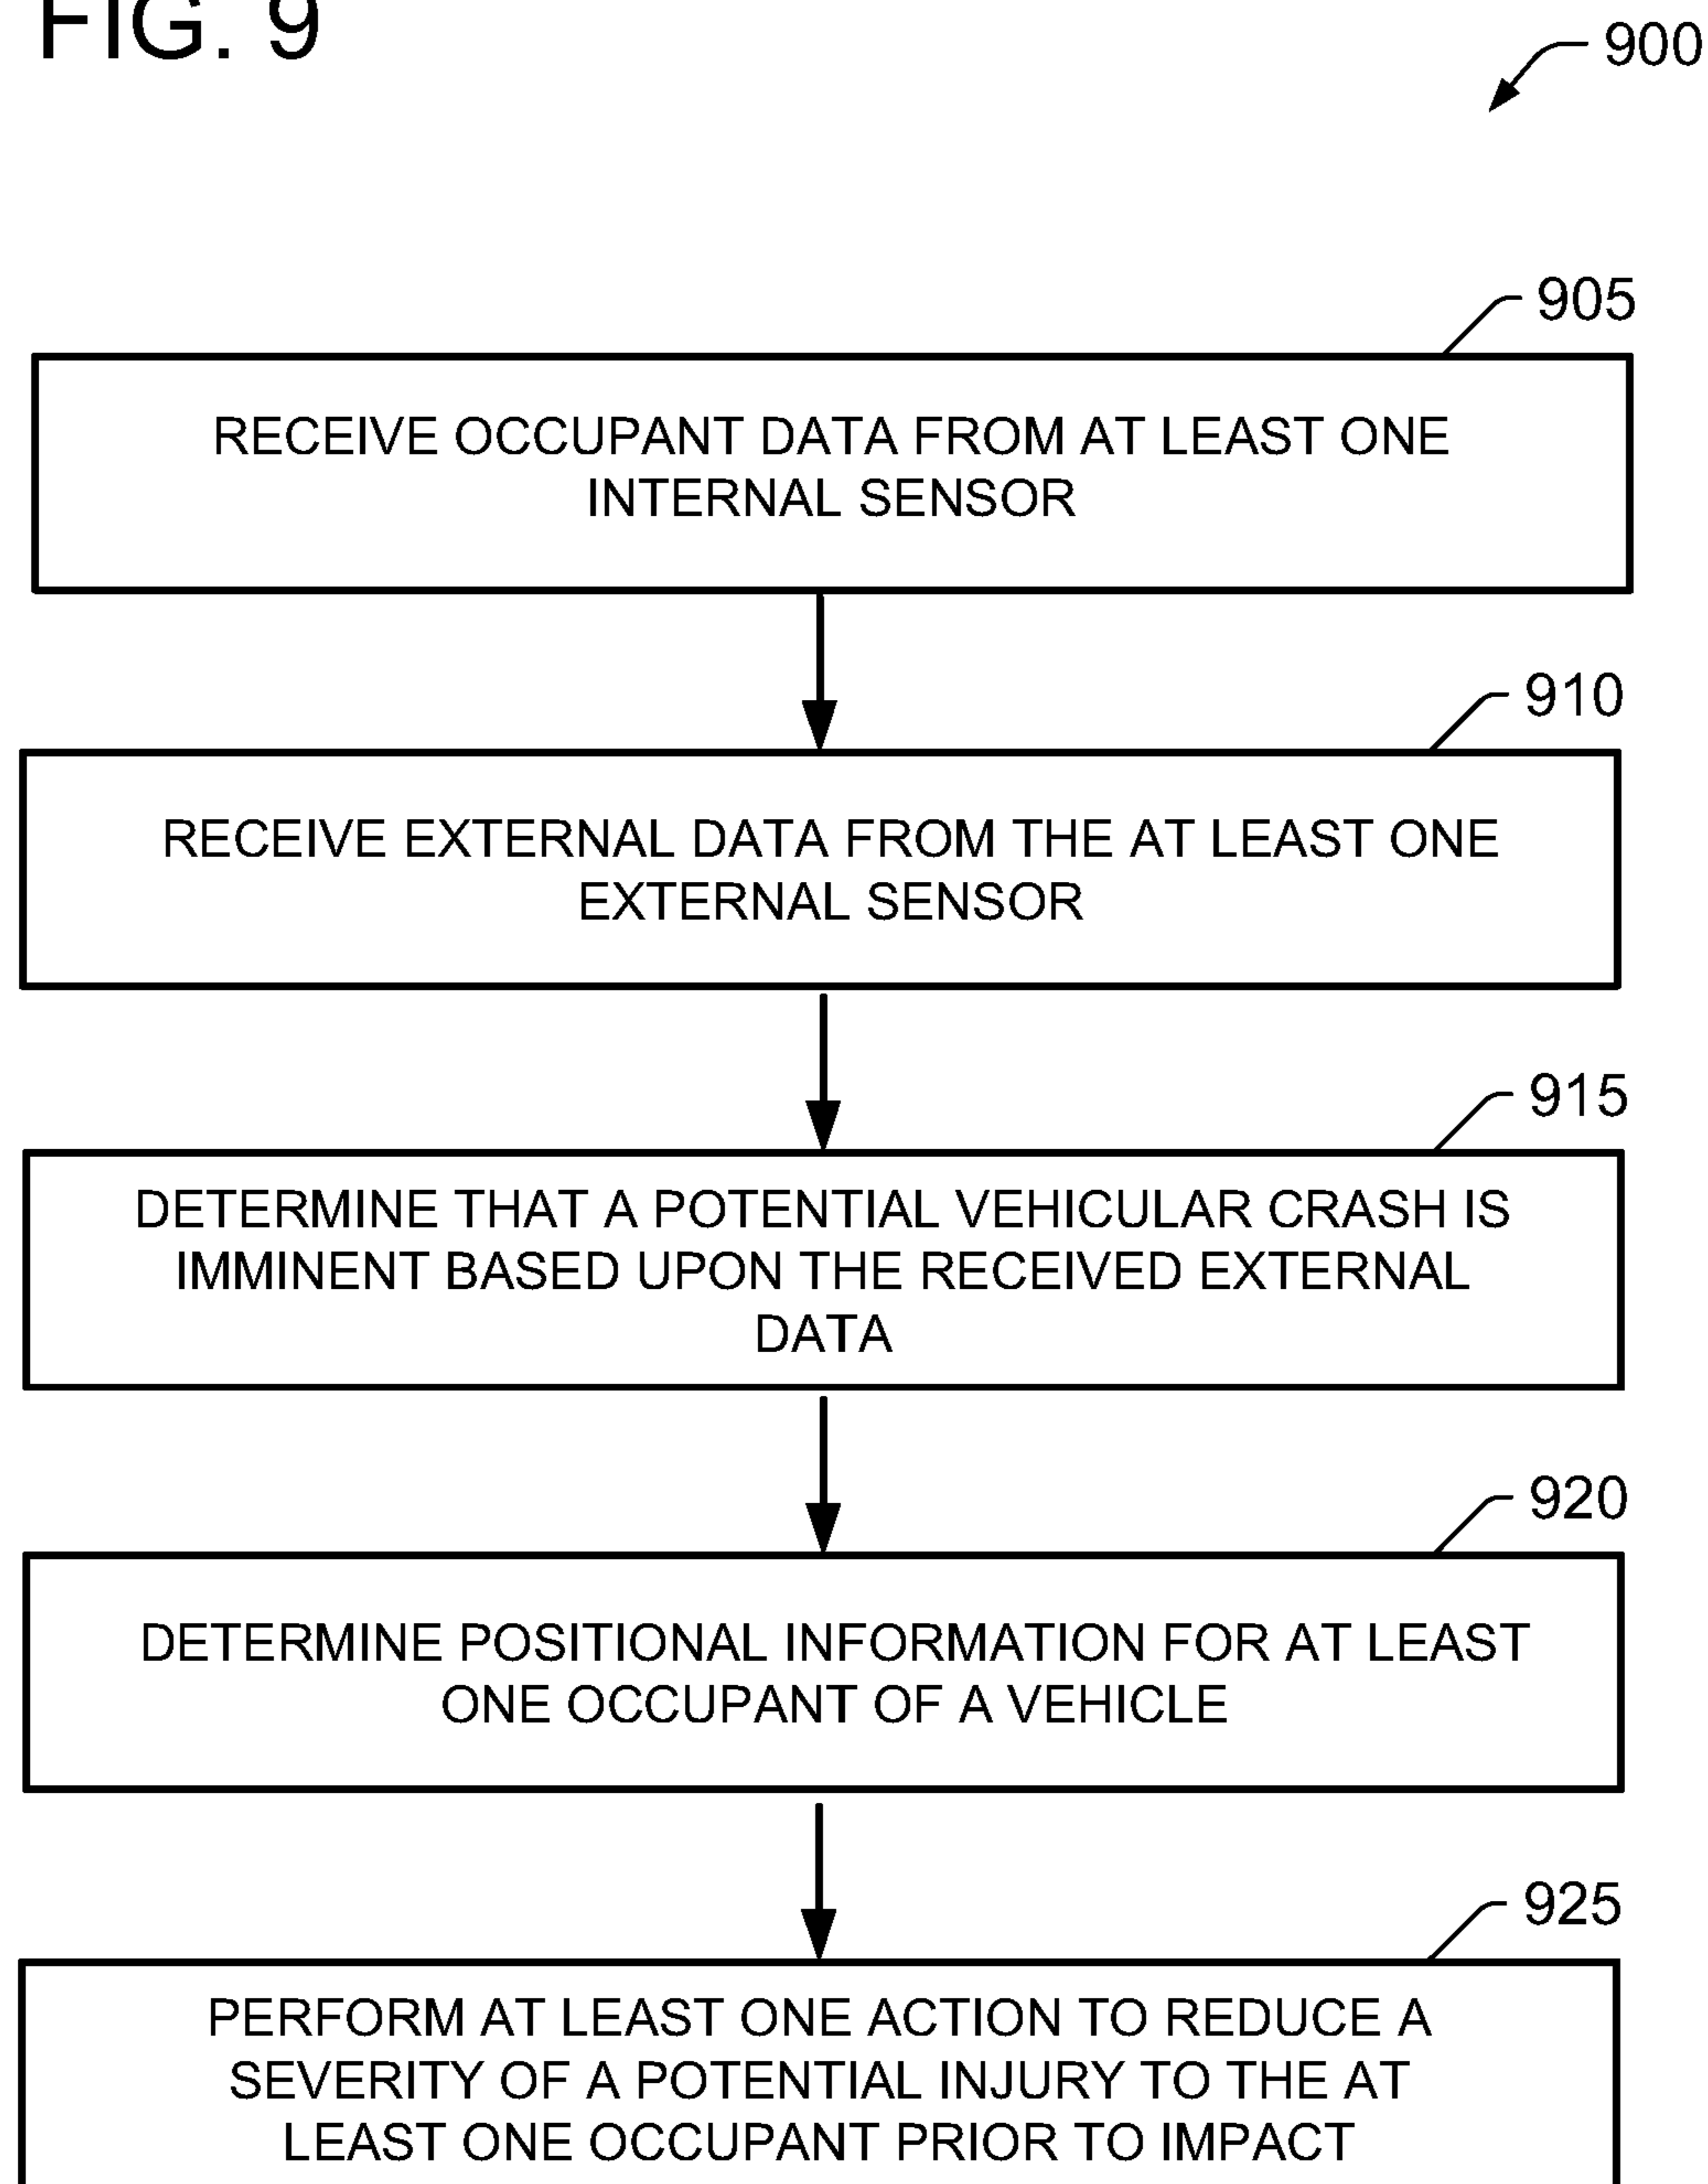 FIG. 9
900
905
RECEIVE OCCUPANT DATA FROM AT LEAST ONE
INTERNAL SENSOR
910
RECEIVE EXTERNAL DATA FROM THE AT LEAST ONE
EXTERNAL SENSOR
915
DETERMINE THAT A POTENTIAL VEHICULAR CRASH IS
IMMINENT BASED UPON THE RECEIVED EXTERNAL
DATA
920
DETERMINE POSITIONAL INFORMATION FOR AT LEAST
ONE OCCUPANT OF A VEHICLE
925
PERFORM AT LEAST ONE ACTION TO REDUCE A
SEVERITY OF A POTENTIAL INJURY TO THE AT
LEAST ONE OCCUPANT PRIOR TO IMPACT